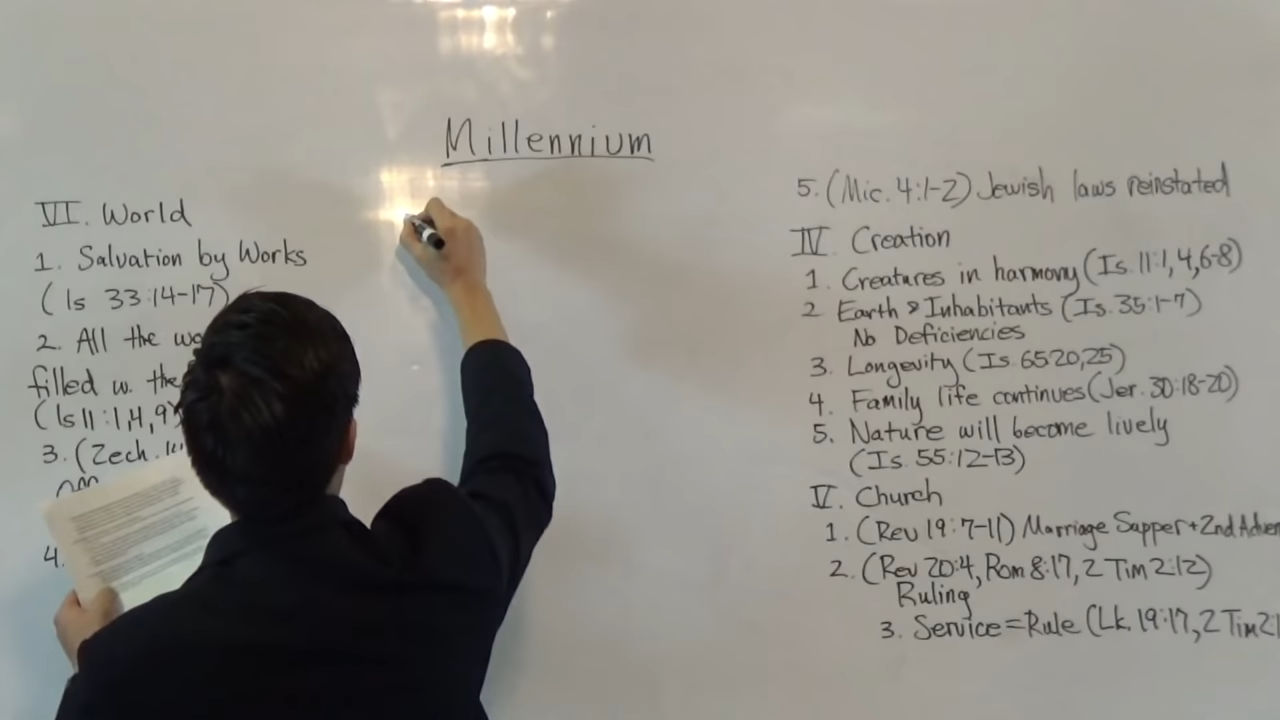 Millennium
VI. World
1. Salvation by Works
(Is 33:14-17)
2. All the
filled w. the
(Is 11:1,4,9)
3. (Zech.
4.
5. (Mic. 4:1-2) Jewish laws reinstated
IV. Creation
1. Creatures in harmony (Is. 11:1,4,6-8)
2 Earth & Inhabitants (Is. 35:1-7)
No Deficiencies
3. Longevity (Is. 65:20,25)
4. Family life continues (Jer. 30:18-20)
5. Nature will become lively
(Is. 55:12-13)
V. Church
1. (Rev 19:7-11) Marriage Supper + 2nd
2. (Rev 20:4, Rom 8:17, 2 Tim 2:12)
Ruling
3. Service = Rule (Lk. 19:17, 2 Tim 2: